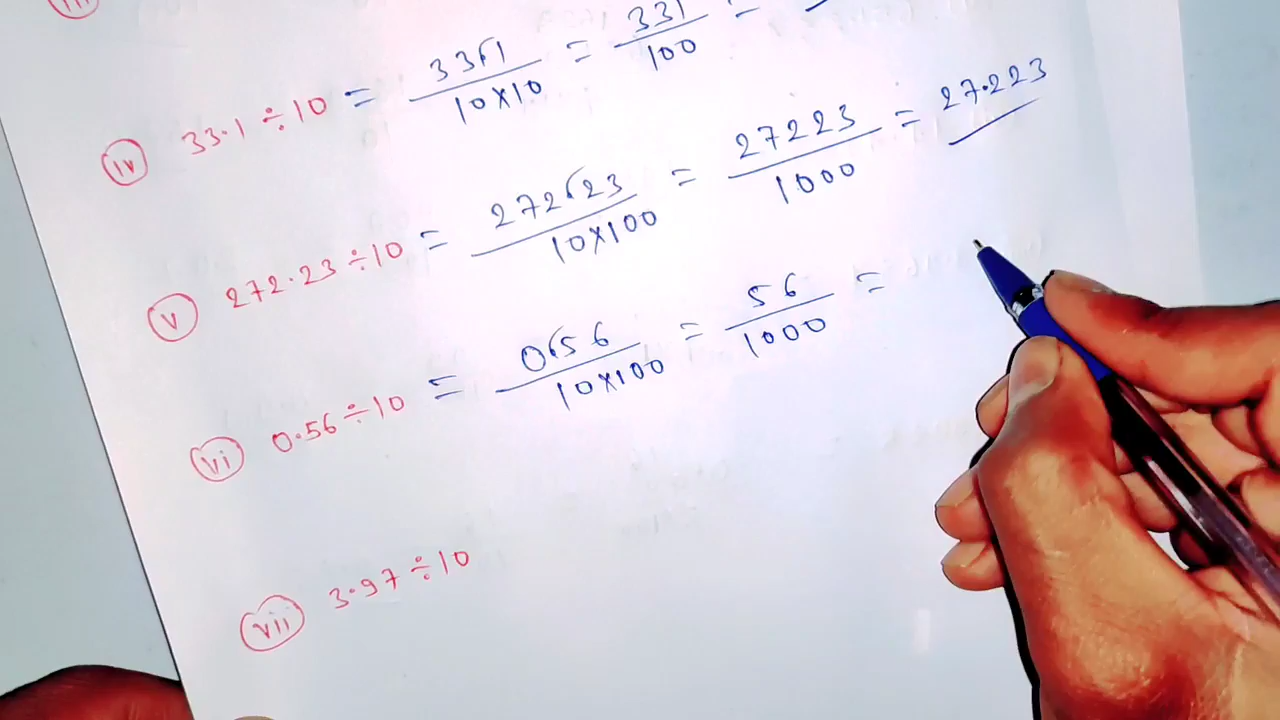 iii
iv 33.1 ÷ 10 = 331 / 10×10 = 331 / 100 =
v 272.23 ÷ 10 = 27223 / 10×100 = 27223 / 1000 = 27.223
vi 0.56 ÷ 10 = 056 / 10×100 = 56 / 1000 =
vii 3.97 ÷ 10